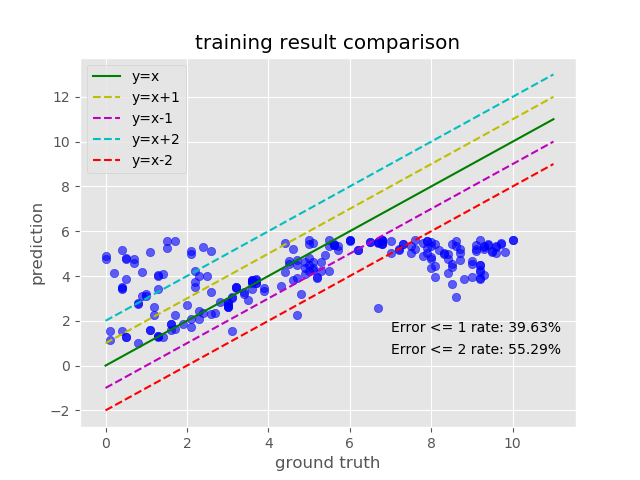 training result comparison
y=x
y=x+1
y=x-1
y=x+2
y=x-2
12
10
8
6
4
2
0
−2
prediction
Error <= 1 rate: 39.63%
Error <= 2 rate: 55.29%
0 2 4 6 8 10
ground truth